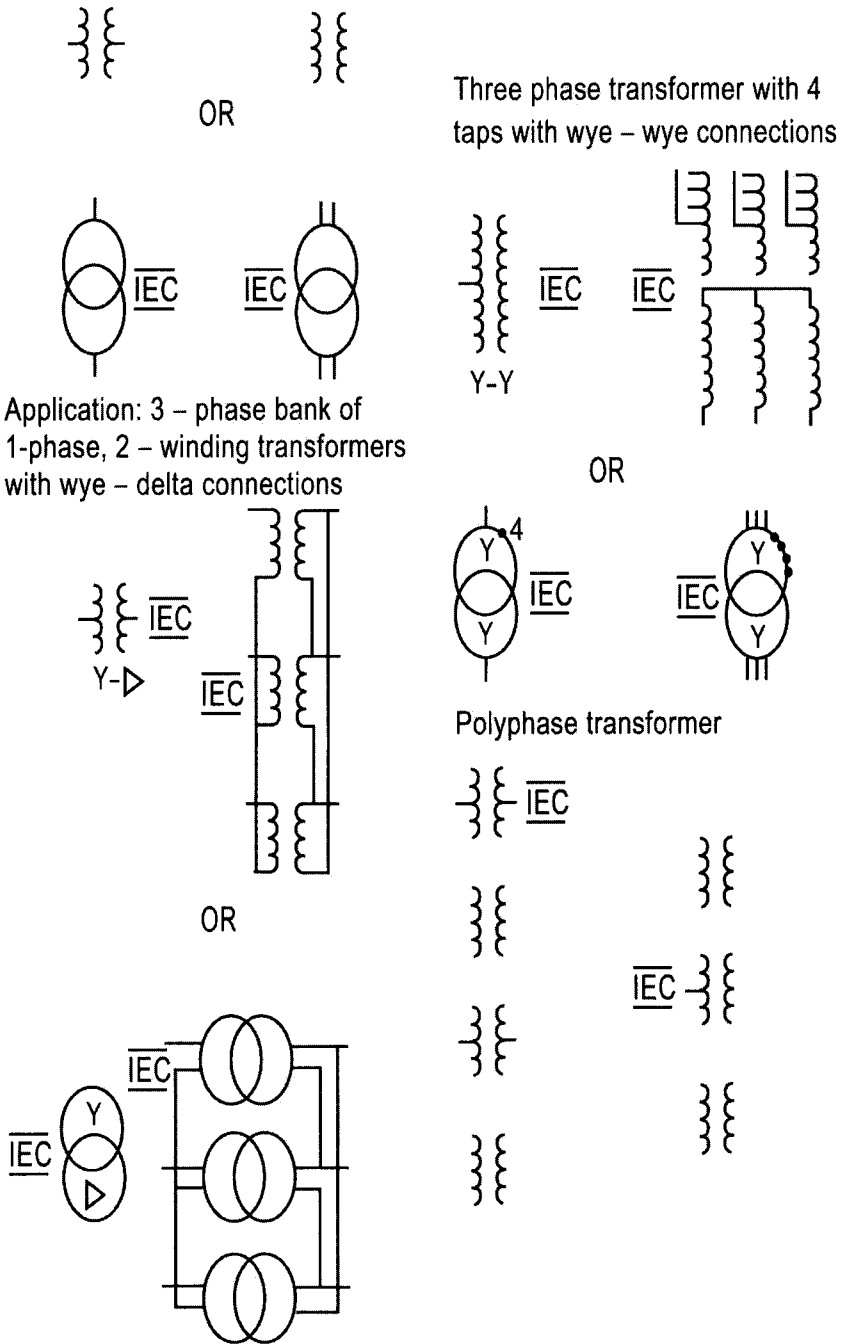 OR
IEC
IEC
Application: 3 – phase bank of
1-phase, 2 – winding transformers
with wye – delta connections
IEC
Y–
IEC
OR
IEC
Y
IEC
Three phase transformer with 4
taps with wye – wye connections
IEC
IEC
Y–Y
OR
4
Y
Y
IEC
IEC
Y
Y
Polyphase transformer
IEC
IEC